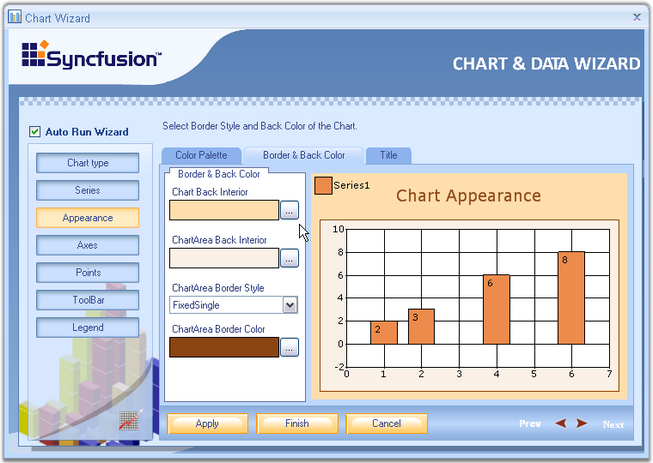 Chart Wizard
Syncfusion™
CHART & DATA WIZARD
Select Border Style and Back Color of the Chart.
Auto Run Wizard
Chart type
Series
Appearance
Axes
Points
ToolBar
Legend
Color Palette
Border & Back Color
Title
Border & Back Color
Chart Back Interior
...
ChartArea Back Interior
...
ChartArea Border Style
FixedSingle
ChartArea Border Color
...
Series1
Chart Appearance
10
8
6
4
2
0
-2
2
3
6
8
0 1 2 3 4 5 6 7
Apply
Finish
Cancel
Prev
Next